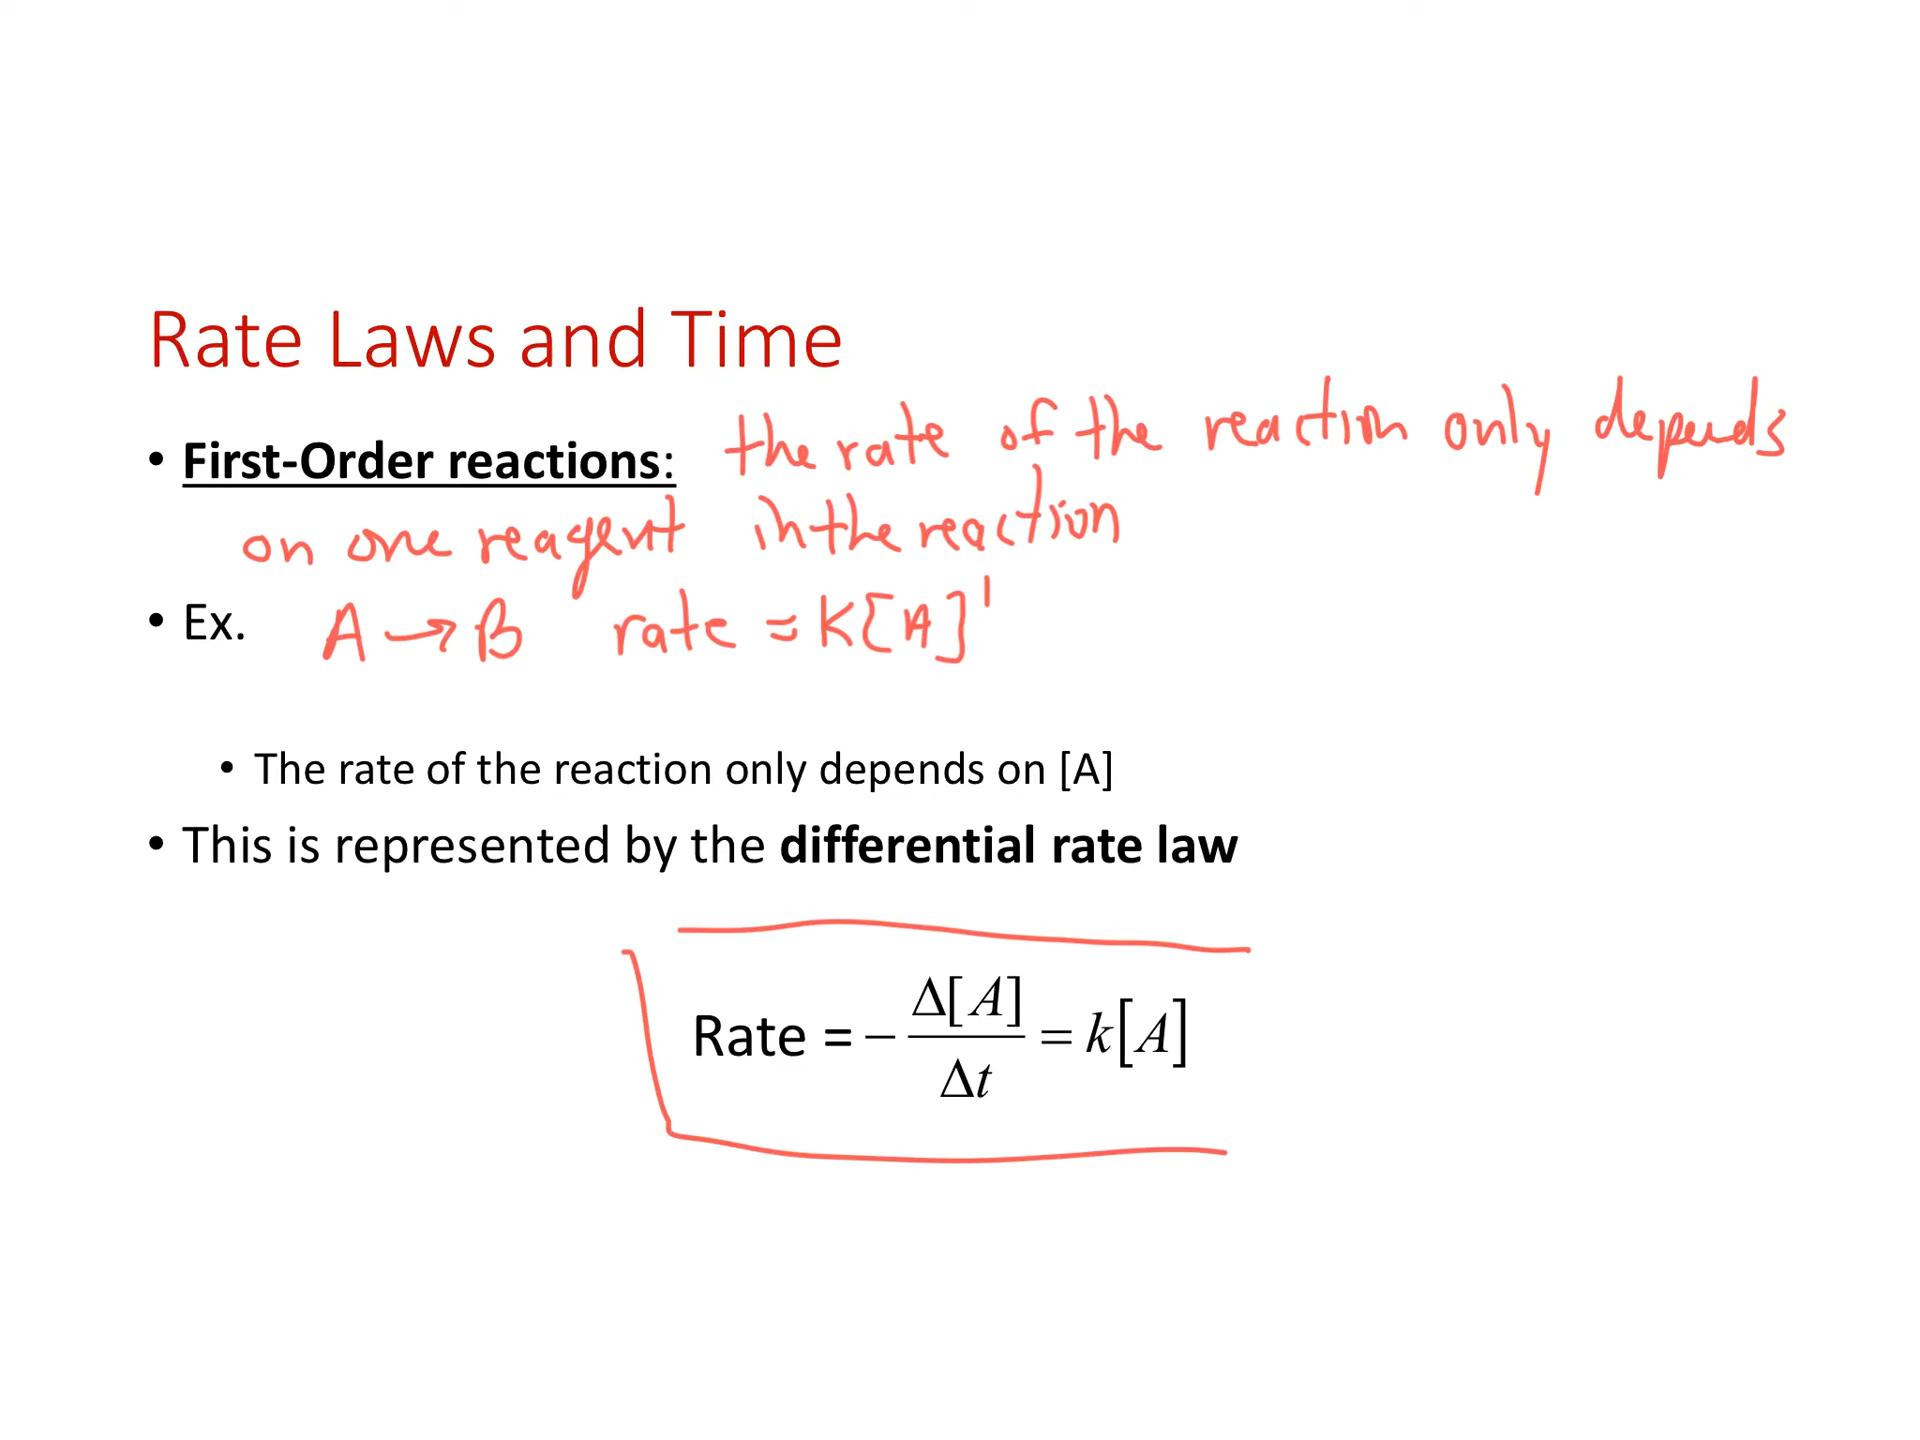 Rate Laws and Time
• First-Order reactions: the rate of the reaction only depends
on one reagent in the reaction
• Ex. A → B rate = K[A]¹
• The rate of the reaction only depends on [A]
• This is represented by the differential rate law
Rate = − Δ[A]/Δt = k[A]